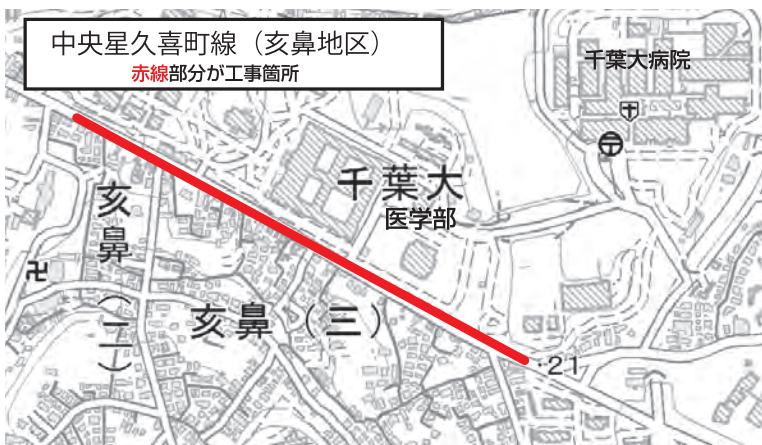 中央星久喜町線（亥鼻地区）
赤線部分が工事箇所
千葉大病院
千葉大
医学部
亥鼻（二）
亥鼻（三）
·21